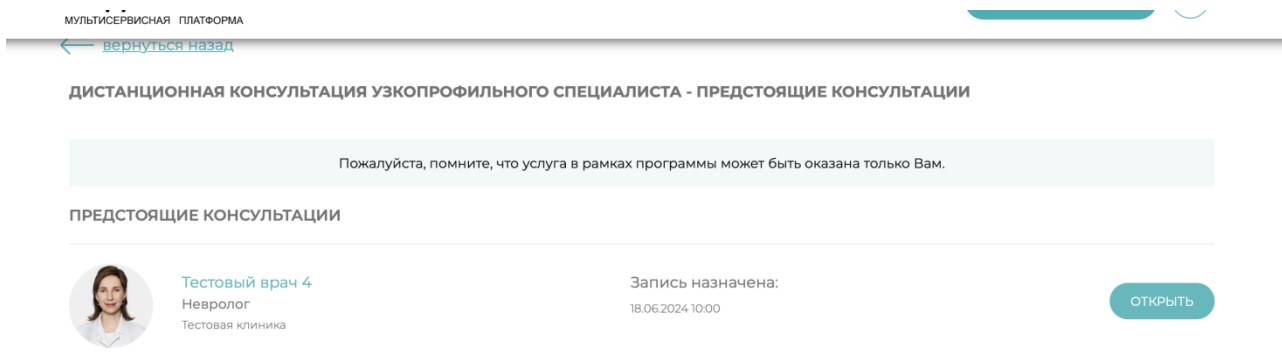 МУЛЬТИСЕРВИСНАЯ ПЛАТФОРМА
вернуться назад
ДИСТАНЦИОННАЯ КОНСУЛЬТАЦИЯ УЗКОПРОФИЛЬНОГО СПЕЦИАЛИСТА - ПРЕДСТОЯЩИЕ КОНСУЛЬТАЦИИ
Пожалуйста, помните, что услуга в рамках программы может быть оказана только Вам.
ПРЕДСТОЯЩИЕ КОНСУЛЬТАЦИИ
Тестовый врач 4
Невролог
Тестовая клиника
Запись назначена:
18.06.2024 10:00
ОТКРЫТЬ